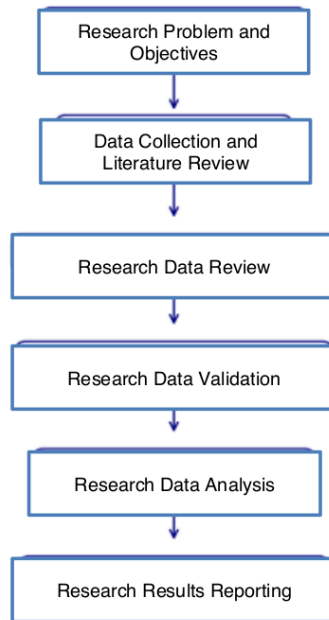 Research Problem and
Objectives
Data Collection and
Literature Review
Research Data Review
Research Data Validation
Research Data Analysis
Research Results Reporting